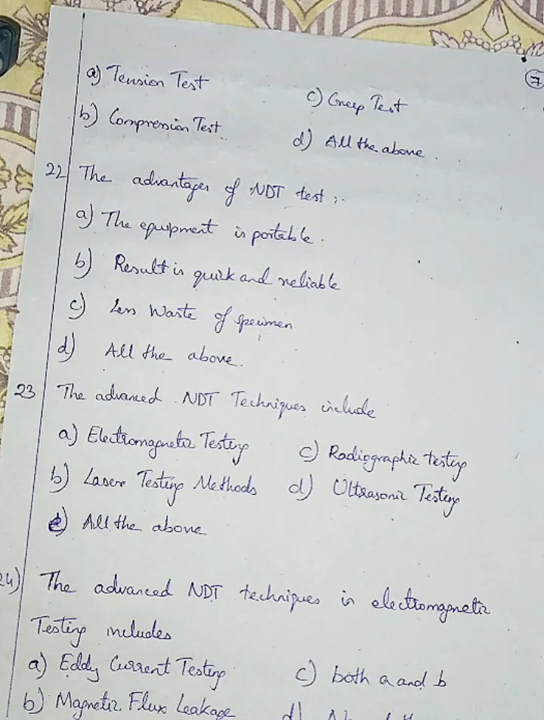 7
a) Tension Test
c) Creep Test
b) Compression Test
d) All the above.
22 The advantages of NDT test :-
a) The equipment is portable.
b) Result is quick and reliable
c) Less Waste of specimen
d) All the above.
23 The advanced NDT Techniques include
a) Electromagnetic Testing
c) Radiographic testing
b) Laser Testing Methods
d) Ultrasonic Testing
e) All the above
24) The advanced NDT techniques in electromagnetic
Testing includes
a) Eddy Current Testing
c) both a and b
b) Magnetic Flux Leakage
d)